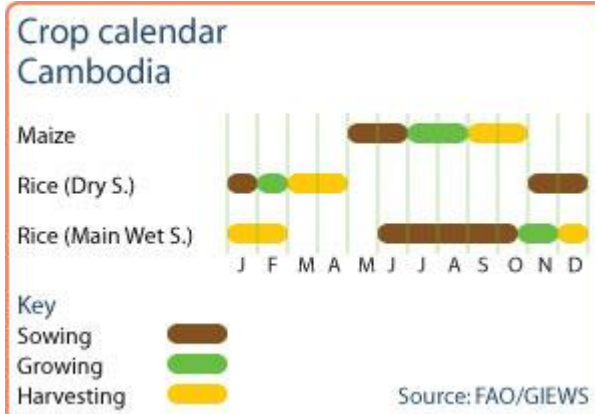 Crop calendar
Cambodia
Maize
Rice (Dry S.)
Rice (Main Wet S.)
J F M A M J J A S O N D
Key
Sowing
Growing
Harvesting
Source: FAO/GIEWS